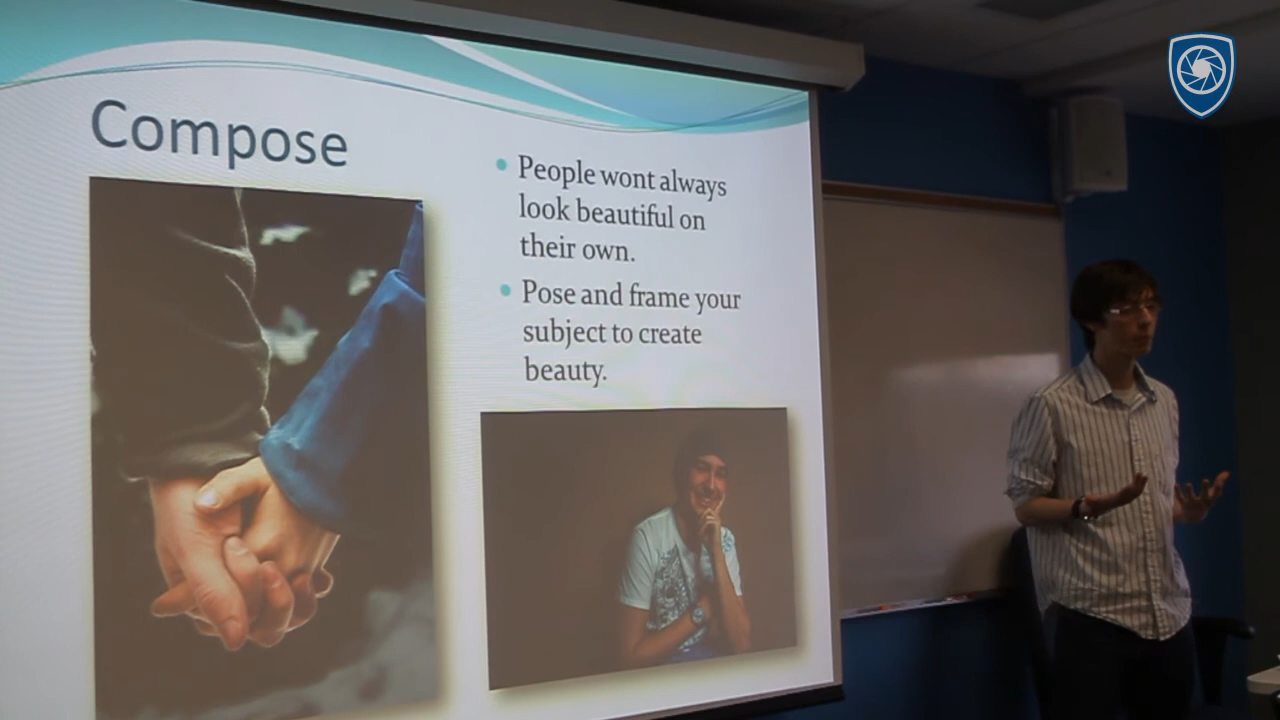 Compose
People wont always
look beautiful on
their own.
Pose and frame your
subject to create
beauty.